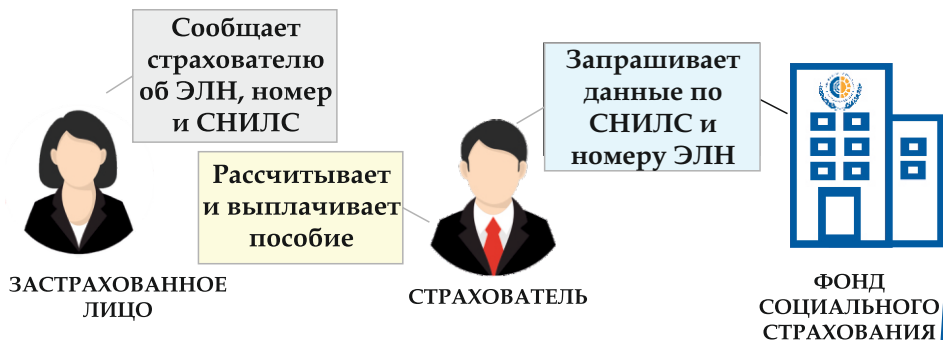 Сообщает
страхователю
об ЭЛН, номер
и СНИЛС
Рассчитывает
и выплачивает
пособие
Запрашивает
данные по
СНИЛС и
номеру ЭЛН
ЗАСТРАХОВАННОЕ
ЛИЦО
СТРАХОВАТЕЛЬ
ФОНД
СОЦИАЛЬНОГО
СТРАХОВАНИЯ